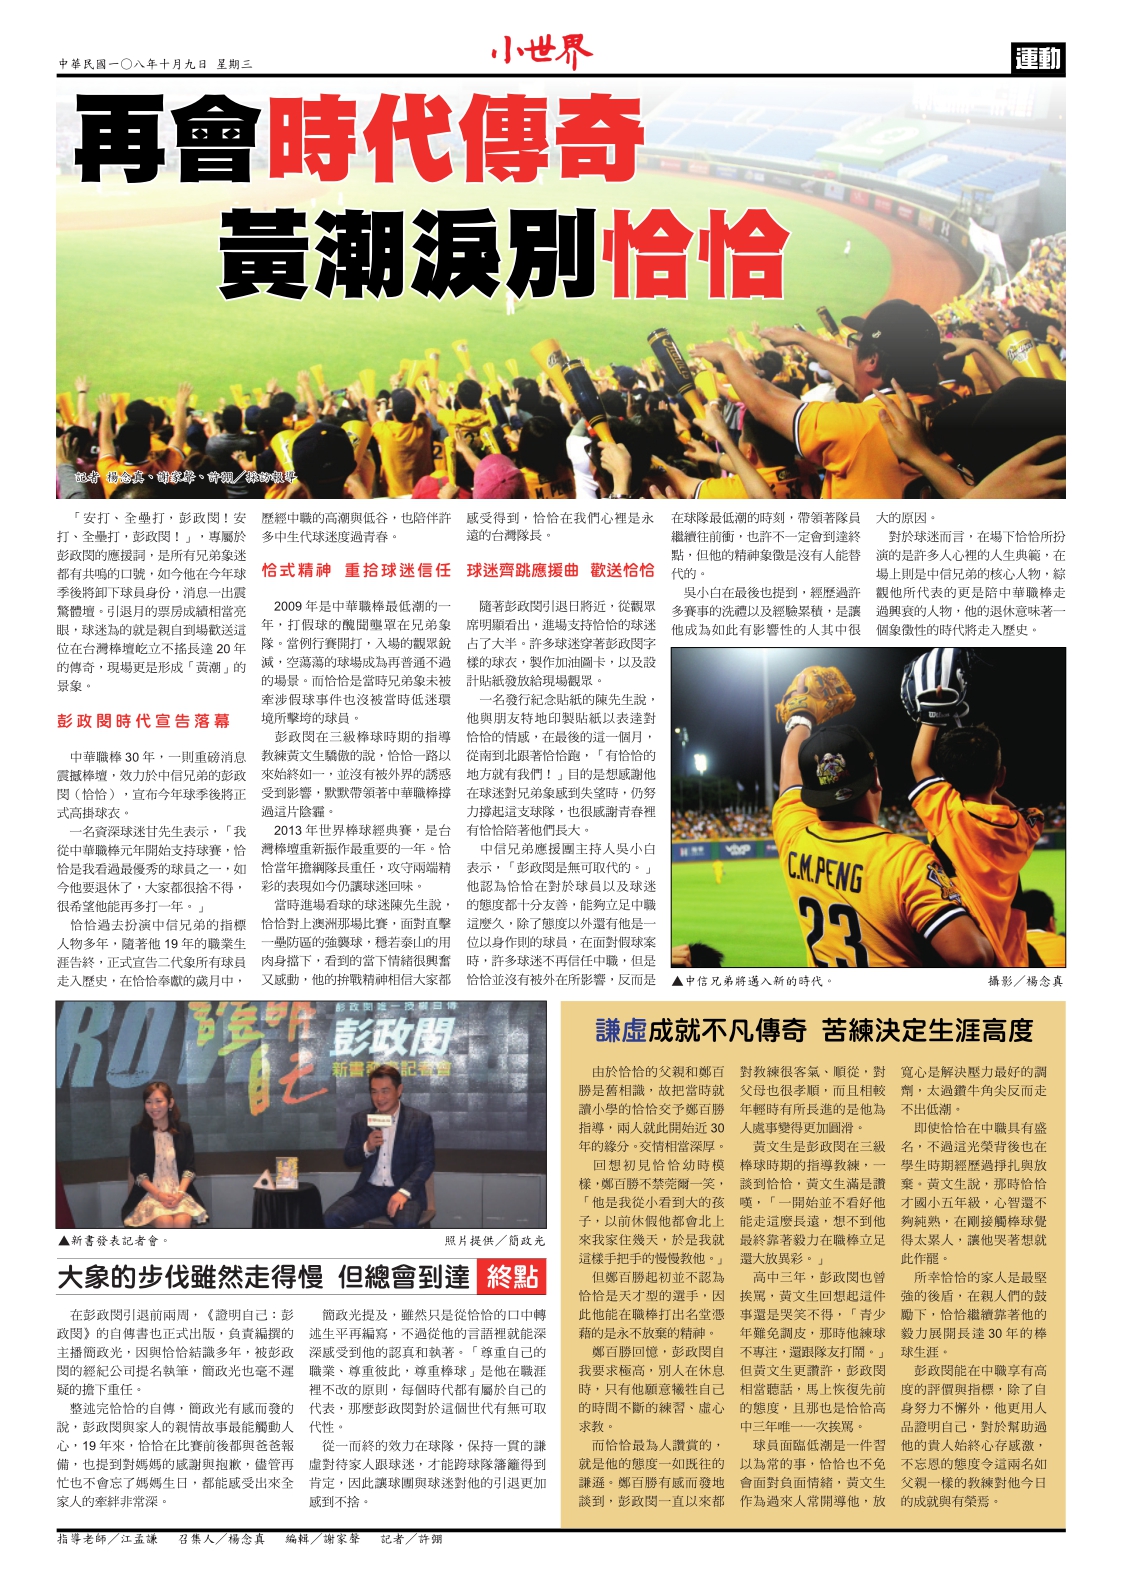 中華民國一〇八年十月九日 星期三
小世界
運動
再會時代傳奇
黃潮淚別恰恰
記者 楊念真、謝家聲、許翎／採訪報導
「安打、全壘打，彭政閔！安
打、全壘打，彭政閔！」，專屬於
彭政閔的應援詞，是所有兄弟象迷
都有共鳴的口號，如今他在今年球
季後將卸下球員身份，消息一出震
驚體壇。引退月的票房成績相當亮
眼，球迷為的就是親自到場歡送這
位在台灣棒壇屹立不搖長達 20 年
的傳奇，現場更是形成「黃潮」的
景象。
彭政閔時代宣告落幕
中華職棒 30 年，一則重磅消息
震撼棒壇，效力於中信兄弟的彭政
閔（恰恰），宣布今年球季後將正
式高掛球衣。
一名資深球迷甘先生表示，「我
從中華職棒元年開始支持球賽，恰
恰是我看過最優秀的球員之一，如
今他要退休了，大家都很捨不得，
很希望他能再多打一年。」
恰恰過去扮演中信兄弟的指標
人物多年，隨著他 19 年的職業生
涯告終，正式宣告二代象所有球員
走入歷史，在恰恰奉獻的歲月中，
歷經中職的高潮與低谷，也陪伴許
多中生代球迷度過青春。
恰式精神 重拾球迷信任
2009 年是中華職棒最低潮的一
年，打假球的醜聞壟罩在兄弟象
隊。當例行賽開打，入場的觀眾銳
減，空蕩蕩的球場成為再普通不過
的場景。而恰恰是當時兄弟象未被
牽涉假球事件也沒被當時低迷環
境所擊垮的球員。
彭政閔在三級棒球時期的指導
教練黃文生驕傲的說，恰恰一路以
來始終如一，並沒有被外界的誘惑
受到影響，默默帶領著中華職棒撐
過這片陰霾。
2013 年世界棒球經典賽，是台
灣棒壇重新振作最重要的一年。恰
恰當年擔綱隊長重任，攻守兩端精
彩的表現如今仍讓球迷回味。
當時進場看球的球迷陳先生說，
恰恰對上澳洲那場比賽，面對直擊
一壘防區的強襲球，穩若泰山的用
肉身擋下，看到的當下情緒很興奮
又感動，他的拚戰精神相信大家都
感受得到，恰恰在我們心裡是永
遠的台灣隊長。
球迷齊跳應援曲 歡送恰恰
隨著彭政閔引退日將近，從觀眾
席明顯看出，進場支持恰恰的球迷
占了大半。許多球迷穿著彭政閔字
樣的球衣，製作加油圖卡，以及設
計貼紙發放給現場觀眾。
一名發行紀念貼紙的陳先生說，
他與朋友特地印製貼紙以表達對
恰恰的情感，在最後的這一個月，
從南到北跟著恰恰跑，「有恰恰的
地方就有我們！」目的是想感謝他
在球迷對兄弟象感到失望時，仍努
力撐起這支球隊，也很感謝青春裡
有恰恰陪著他們長大。
中信兄弟應援團主持人吳小白
表示，「彭政閔是無可取代的。」
他認為恰恰在對於球員以及球迷
的態度都十分友善，能夠立足中職
這麼久，除了態度以外還有他是一
位以身作則的球員，在面對假球案
時，許多球迷不再信任中職，但是
恰恰並沒有被外在所影響，反而是
在球隊最低潮的時刻，帶領著隊員
繼續往前衝，也許不一定會到達終
點，但他的精神象徵是沒有人能替
代的。
吳小白在最後也提到，經歷過許
多賽事的洗禮以及經驗累積，是讓
他成為如此有影響性的人其中很
大的原因。
對於球迷而言，在場下恰恰所扮
演的是許多人心裡的人生典範，在
場上則是中信兄弟的核心人物，綜
觀他所代表的更是陪中華職棒走
過興衰的人物，他的退休意味著一
個象徵性的時代將走入歷史。
C.M.PENG
23
Wilson
vivo
▲中信兄弟將邁入新的時代。 攝影／楊念真
彭政閔唯一授權自傳
證明自己
彭政閔
新書發表記者會
▲新書發表記者會。 照片提供／簡政光
大象的步伐雖然走得慢 但總會到達 終點
在彭政閔引退前兩周，《證明自己：彭
政閔》的自傳書也正式出版，負責編撰的
主播簡政光，因與恰恰結識多年，被彭政
閔的經紀公司提名執筆，簡政光也毫不遲
疑的擔下重任。
整述完恰恰的自傳，簡政光有感而發的
說，彭政閔與家人的親情故事最能觸動人
心，19 年來，恰恰在比賽前後都與爸爸報
備，也提到對媽媽的感謝與抱歉，儘管再
忙也不會忘了媽媽生日，都能感受出來全
家人的牽絆非常深。
簡政光提及，雖然只是從恰恰的口中轉
述生平再編寫，不過從他的言語裡就能深
深感受到他的認真和執著。「尊重自己的
職業、尊重彼此，尊重棒球」是他在職涯
裡不改的原則，每個時代都有屬於自己的
代表，那麼彭政閔對於這個世代有無可取
代性。
從一而終的效力在球隊，保持一貫的謙
虛對待家人跟球迷，才能跨球隊藩籬得到
肯定，因此讓球團與球迷對他的引退更加
感到不捨。
謙虛成就不凡傳奇 苦練決定生涯高度
由於恰恰的父親和鄭百
勝是舊相識，故把當時就
讀小學的恰恰交予鄭百勝
指導，兩人就此開始近 30
年的緣分。交情相當深厚。
回想初見恰恰幼時模
樣，鄭百勝不禁莞爾一笑，
「他是我從小看到大的孩
子，以前休假他都會北上
來我家住幾天，於是我就
這樣手把手的慢慢教他。」
但鄭百勝起初並不認為
恰恰是天才型的選手，因
此他能在職棒打出名堂憑
藉的是永不放棄的精神。
鄭百勝回憶，彭政閔自
我要求極高，別人在休息
時，只有他願意犧牲自己
的時間不斷的練習、虛心
求教。
而恰恰最為人讚賞的，
就是他的態度一如既往的
謙遜。鄭百勝有感而發地
談到，彭政閔一直以來都
對教練很客氣、順從，對
父母也很孝順，而且相較
年輕時有所長進的是他為
人處事變得更加圓滑。
黃文生是彭政閔在三級
棒球時期的指導教練，一
談到恰恰，黃文生滿是讚
嘆，「一開始並不看好他
能走這麼長遠，想不到他
最終靠著毅力在職棒立足
還大放異彩。」
高中三年，彭政閔也曾
挨罵，黃文生回想起這件
事還是哭笑不得，「青少
年難免調皮，那時他練球
不專注，還跟隊友打鬧。」
但黃文生更讚許，彭政閔
相當聽話，馬上恢復先前
的態度，且那也是恰恰高
中三年唯一一次挨罵。
球員面臨低潮是一件習
以為常的事，恰恰也不免
會面對負面情緒，黃文生
作為過來人常開導他，放
寬心是解決壓力最好的調
劑，太過鑽牛角尖反而走
不出低潮。
即使恰恰在中職具有盛
名，不過這光榮背後也在
學生時期經歷過掙扎與放
棄。黃文生說，那時恰恰
才國小五年級，心智還不
夠純熟，在剛接觸棒球覺
得太累人，讓他哭著想就
此作罷。
所幸恰恰的家人是最堅
強的後盾，在親人們的鼓
勵下，恰恰繼續靠著他的
毅力展開長達 30 年的棒
球生涯。
彭政閔能在中職享有高
度的評價與指標，除了自
身努力不懈外，他更用人
品證明自己，對於幫助過
他的貴人始終心存感激，
不忘恩的態度令這兩名如
父親一樣的教練對他今日
的成就與有榮焉。
指導老師／江孟謙 召集人／楊念真 編輯／謝家聲 記者／許翎